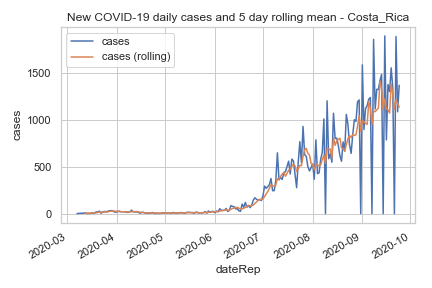 New COVID-19 daily cases and 5 day rolling mean - Costa_Rica
cases
cases (rolling)
1500
1000
500
0
cases
2020-03
2020-04
2020-05
2020-06
2020-07
2020-08
2020-09
2020-10
dateRep